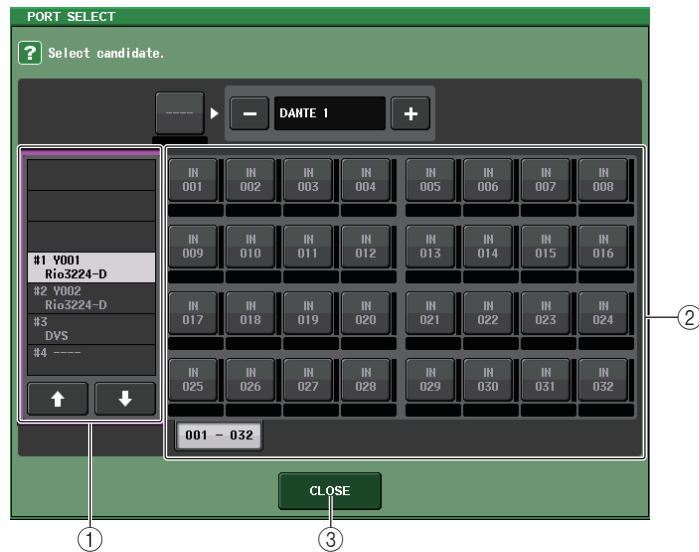 PORT SELECT
? Select candidate.
---- DANTE 1
− +
#1 Y001
Rio3224-D
#2 Y002
Rio3224-D
#3
DVS
#4 ----
IN 001 IN 002 IN 003 IN 004 IN 005 IN 006 IN 007 IN 008
IN 009 IN 010 IN 011 IN 012 IN 013 IN 014 IN 015 IN 016
IN 017 IN 018 IN 019 IN 020 IN 021 IN 022 IN 023 IN 024
IN 025 IN 026 IN 027 IN 028 IN 029 IN 030 IN 031 IN 032
001 - 032
CLOSE
①
②
③